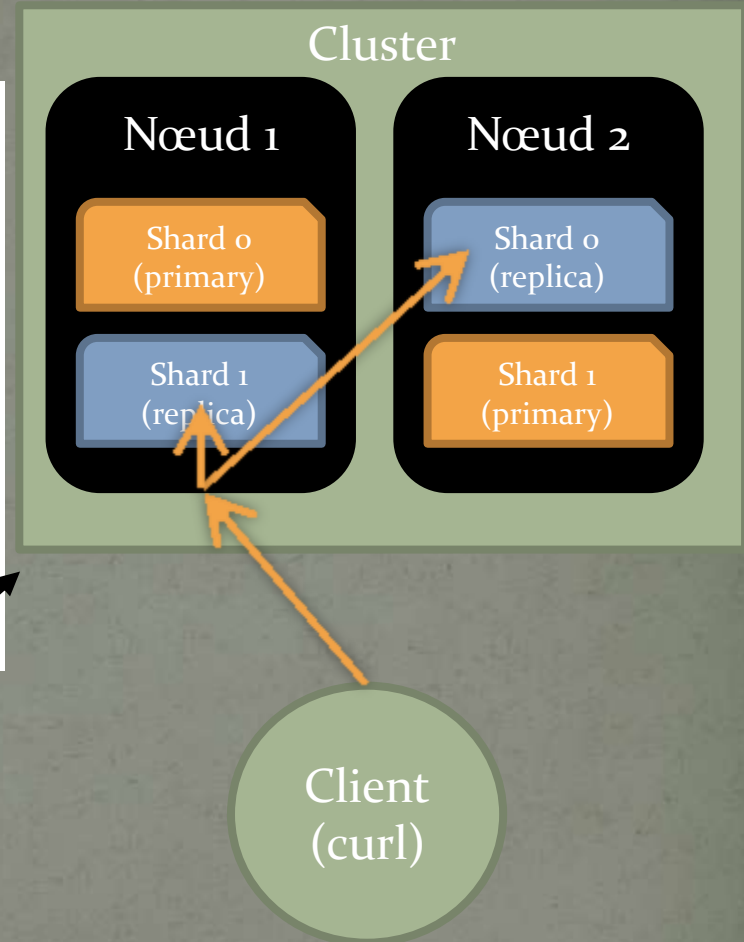 Cluster
Nœud 1
Nœud 2
Shard 0
(primary)
Shard 0
(replica)
Shard 1
(replica)
Shard 1
(primary)
Client
(curl)